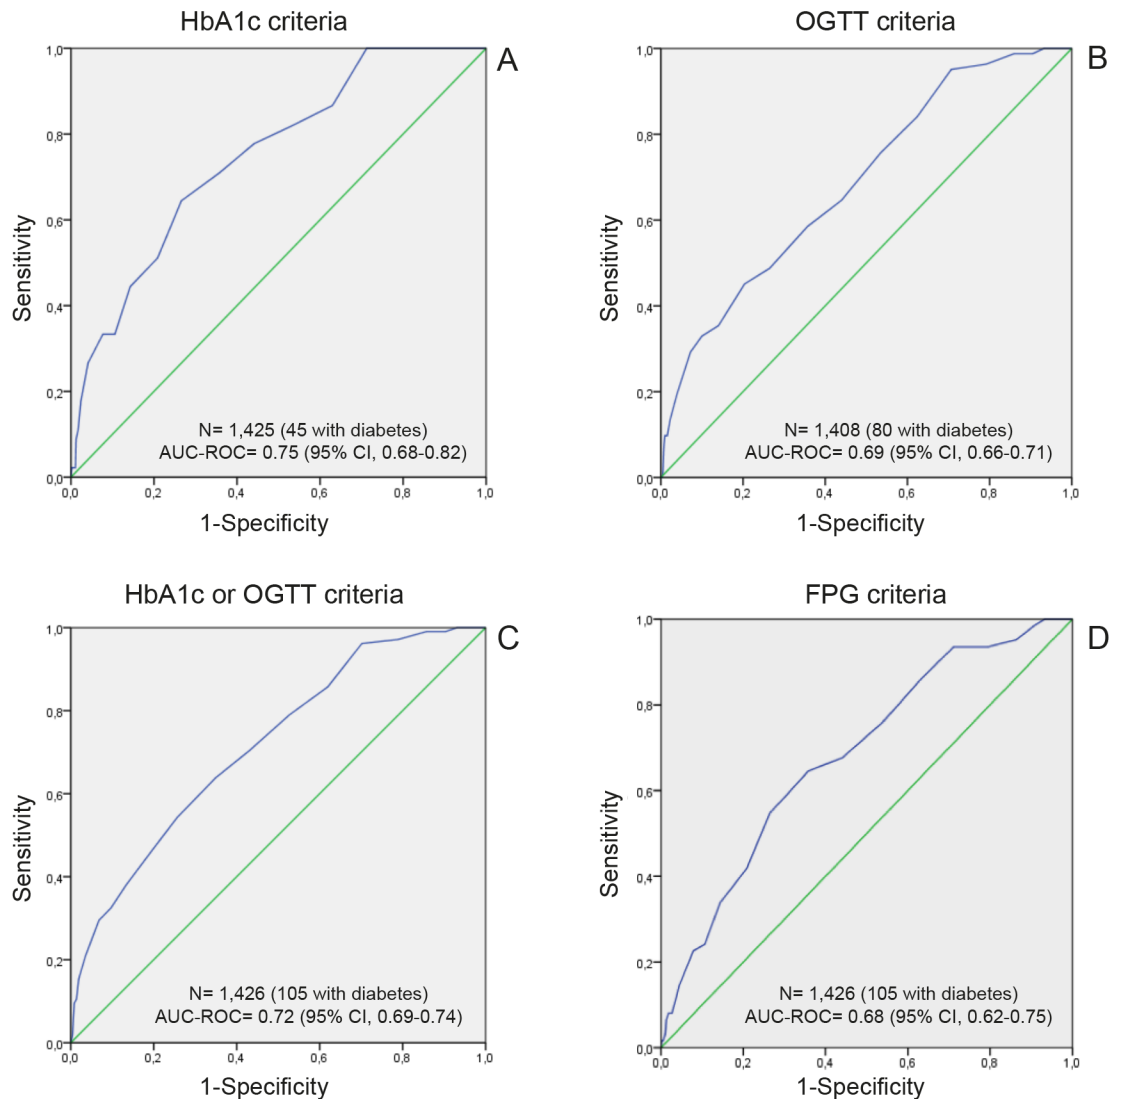 HbA1c criteria
A
1,0
0,8
0,6
0,4
0,2
0,0
Sensitivity
N= 1,425 (45 with diabetes)
AUC-ROC= 0.75 (95% CI, 0.68-0.82)
0,0 0,2 0,4 0,6 0,8 1,0
1-Specificity
OGTT criteria
B
1,0
0,8
0,6
0,4
0,2
0,0
Sensitivity
N= 1,408 (80 with diabetes)
AUC-ROC= 0.69 (95% CI, 0.66-0.71)
0,0 0,2 0,4 0,6 0,8 1,0
1-Specificity
HbA1c or OGTT criteria
C
1,0
0,8
0,6
0,4
0,2
0,0
Sensitivity
N= 1,426 (105 with diabetes)
AUC-ROC= 0.72 (95% CI, 0.69-0.74)
0,0 0,2 0,4 0,6 0,8 1,0
1-Specificity
FPG criteria
D
1,0
0,8
0,6
0,4
0,2
0,0
Sensitivity
N= 1,426 (105 with diabetes)
AUC-ROC= 0.68 (95% CI, 0.62-0.75)
0,0 0,2 0,4 0,6 0,8 1,0
1-Specificity